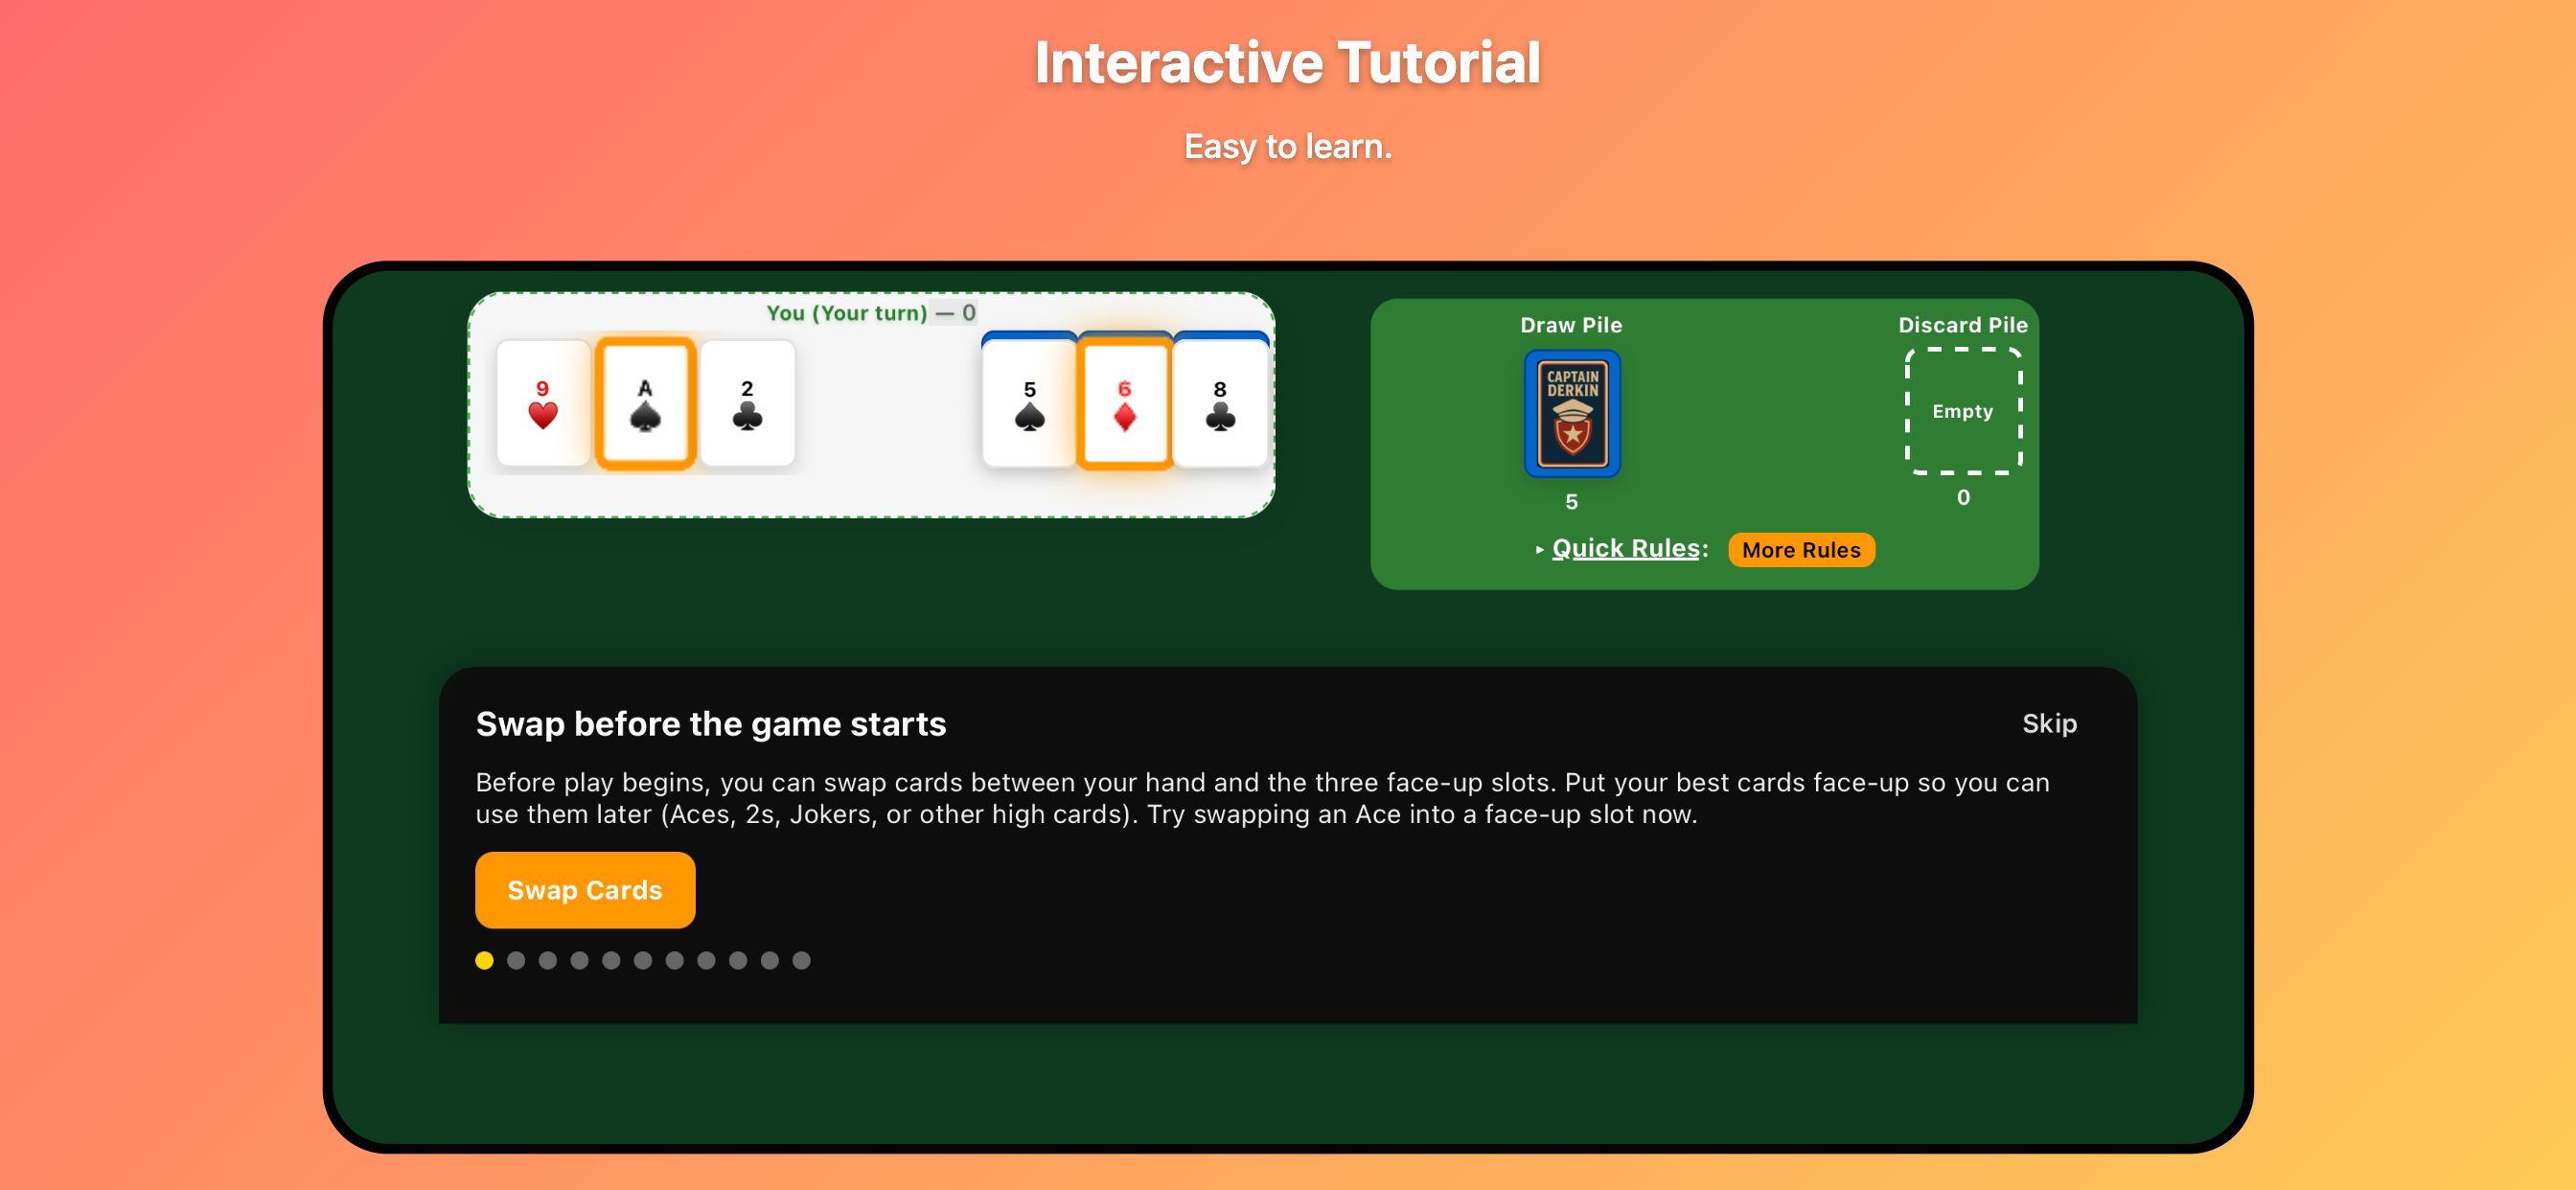 Interactive Tutorial
Easy to learn.
You (Your turn) — 0
9
A
2
5
6
8
Draw Pile
Discard Pile
CAPTAIN
DERKIN
Empty
5
0
▸ Quick Rules:
More Rules
Swap before the game starts
Skip
Before play begins, you can swap cards between your hand and the three face-up slots. Put your best cards face-up so you can
use them later (Aces, 2s, Jokers, or other high cards). Try swapping an Ace into a face-up slot now.
Swap Cards